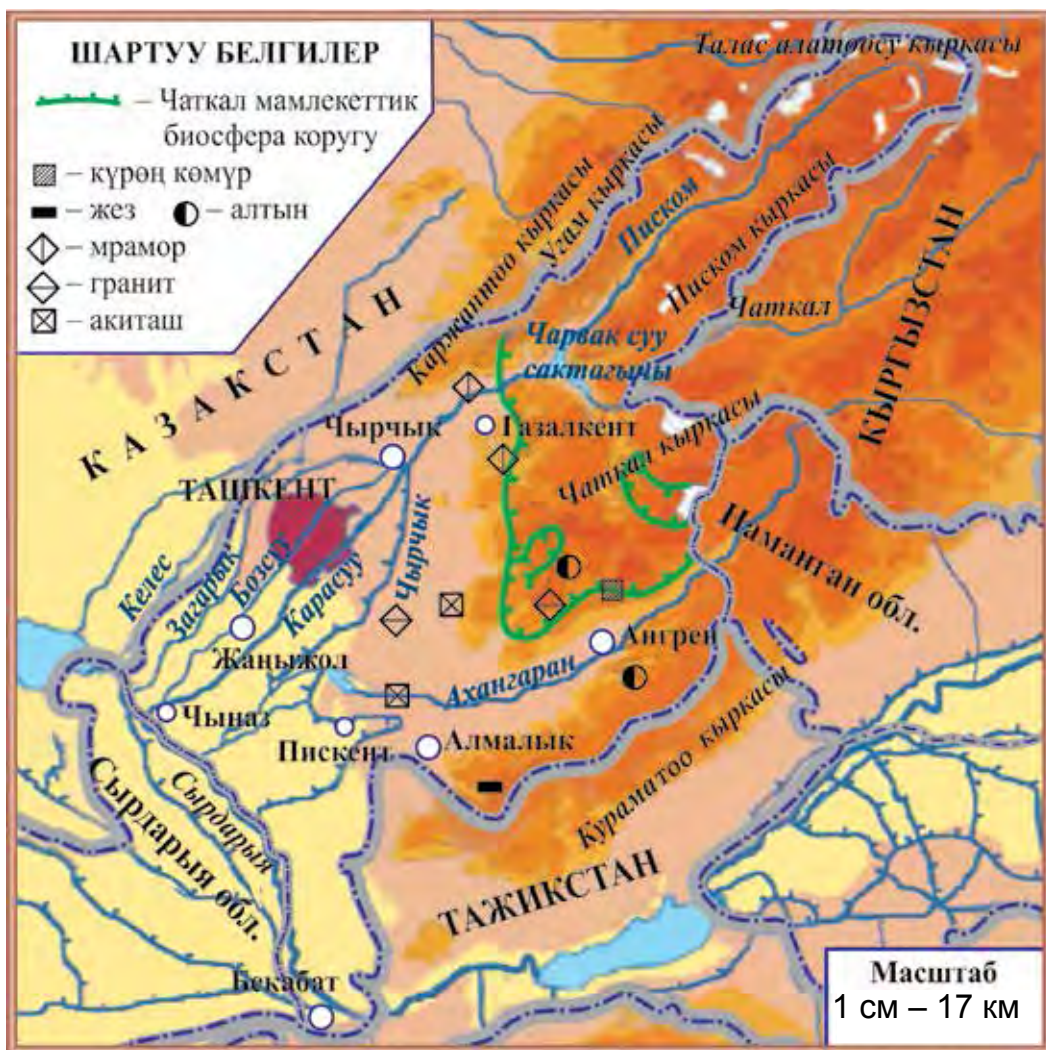 ШАРТУУ БЕЛГИЛЕР
– Чаткал мамлекеттик
биосфера коругу
– күрөң көмүр
– жез
– алтын
– мрамор
– гранит
– акиташ
Талас алатоосу кыркасы
Каржантоо кыркасы
Угам кыркасы
Писком
Писком кыркасы
Чаткал
КЫРГЫЗСТАН
КАЗАКСТАН
Чарвак суу
сактагычы
Газалкент
Чырчык
Чаткал кыркасы
ТАШКЕНТ
Наманган обл.
Келес
Загарык
Бозсуу
Карасуу
Чырчык
Жаңыжол
Ангрен
Ахангаран
Чыназ
Пискент
Алмалык
Кураматоо кыркасы
Сырдарыя обл.
Сырдарыя
ТАЖИКСТАН
Бекабат
Масштаб
1 см – 17 км